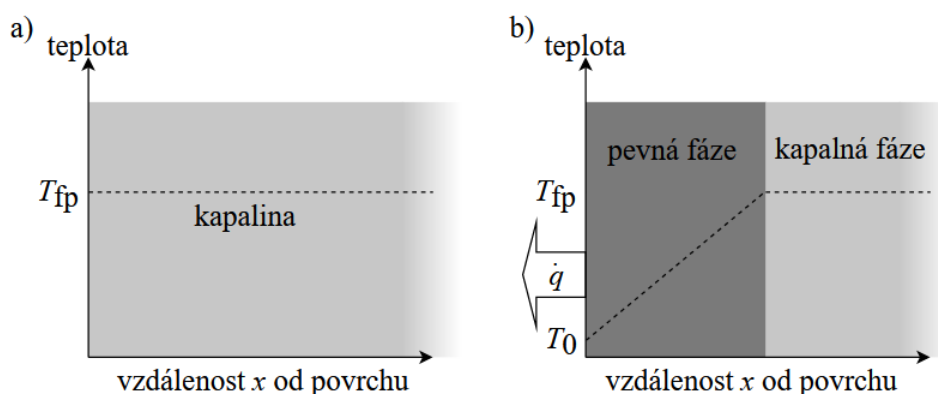 a)
teplota
T_fp
kapalina
vzdálenost x od povrchu
b)
teplota
pevná fáze
kapalná fáze
T_fp
q̇
T_0
vzdálenost x od povrchu